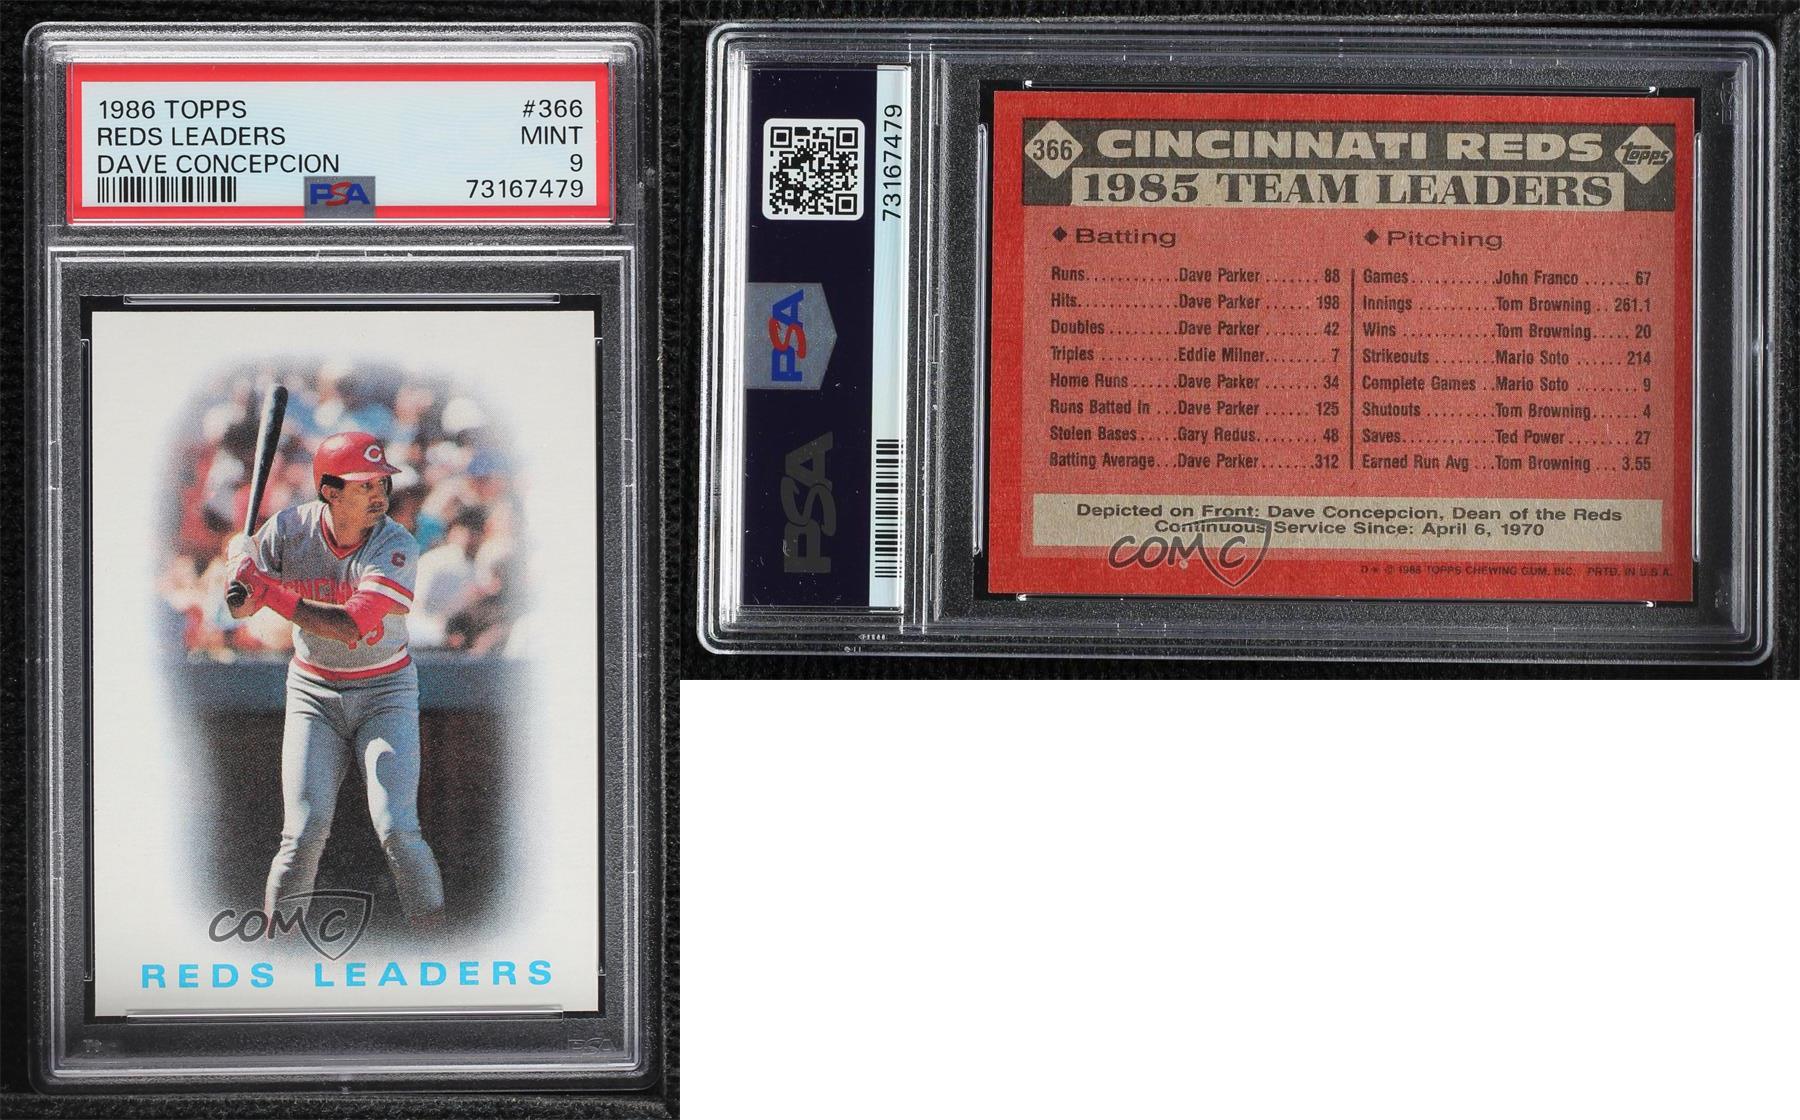 1986 TOPPS #366
REDS LEADERS MINT
DAVE CONCEPCION 9
PSA 73167479
C
C
CINCINNATI
13
COMC
REDS LEADERS
PSA
73167479
PSA
PSA
366 CINCINNATI REDS topps
1985 TEAM LEADERS
◆ Batting
Runs............Dave Parker.......88
Hits............Dave Parker......198
Doubles.........Dave Parker.......42
Triples.........Eddie Milner........7
Home Runs......Dave Parker.......34
Runs Batted In...Dave Parker......125
Stolen Bases.....Gary Redus........48
Batting Average...Dave Parker.......312
◆ Pitching
Games...........John Franco......67
Innings..........Tom Browning..261.1
Wins............Tom Browning.....20
Strikeouts........Mario Soto.......214
Complete Games..Mario Soto.........9
Shutouts.........Tom Browning......4
Saves............Ted Power........27
Earned Run Avg...Tom Browning...3.55
Depicted on Front: Dave Concepcion, Dean of the Reds
Continuous Service Since: April 6, 1970
COMC
D* © 1986 TOPPS CHEWING GUM, INC. PRTD. IN U.S.A.